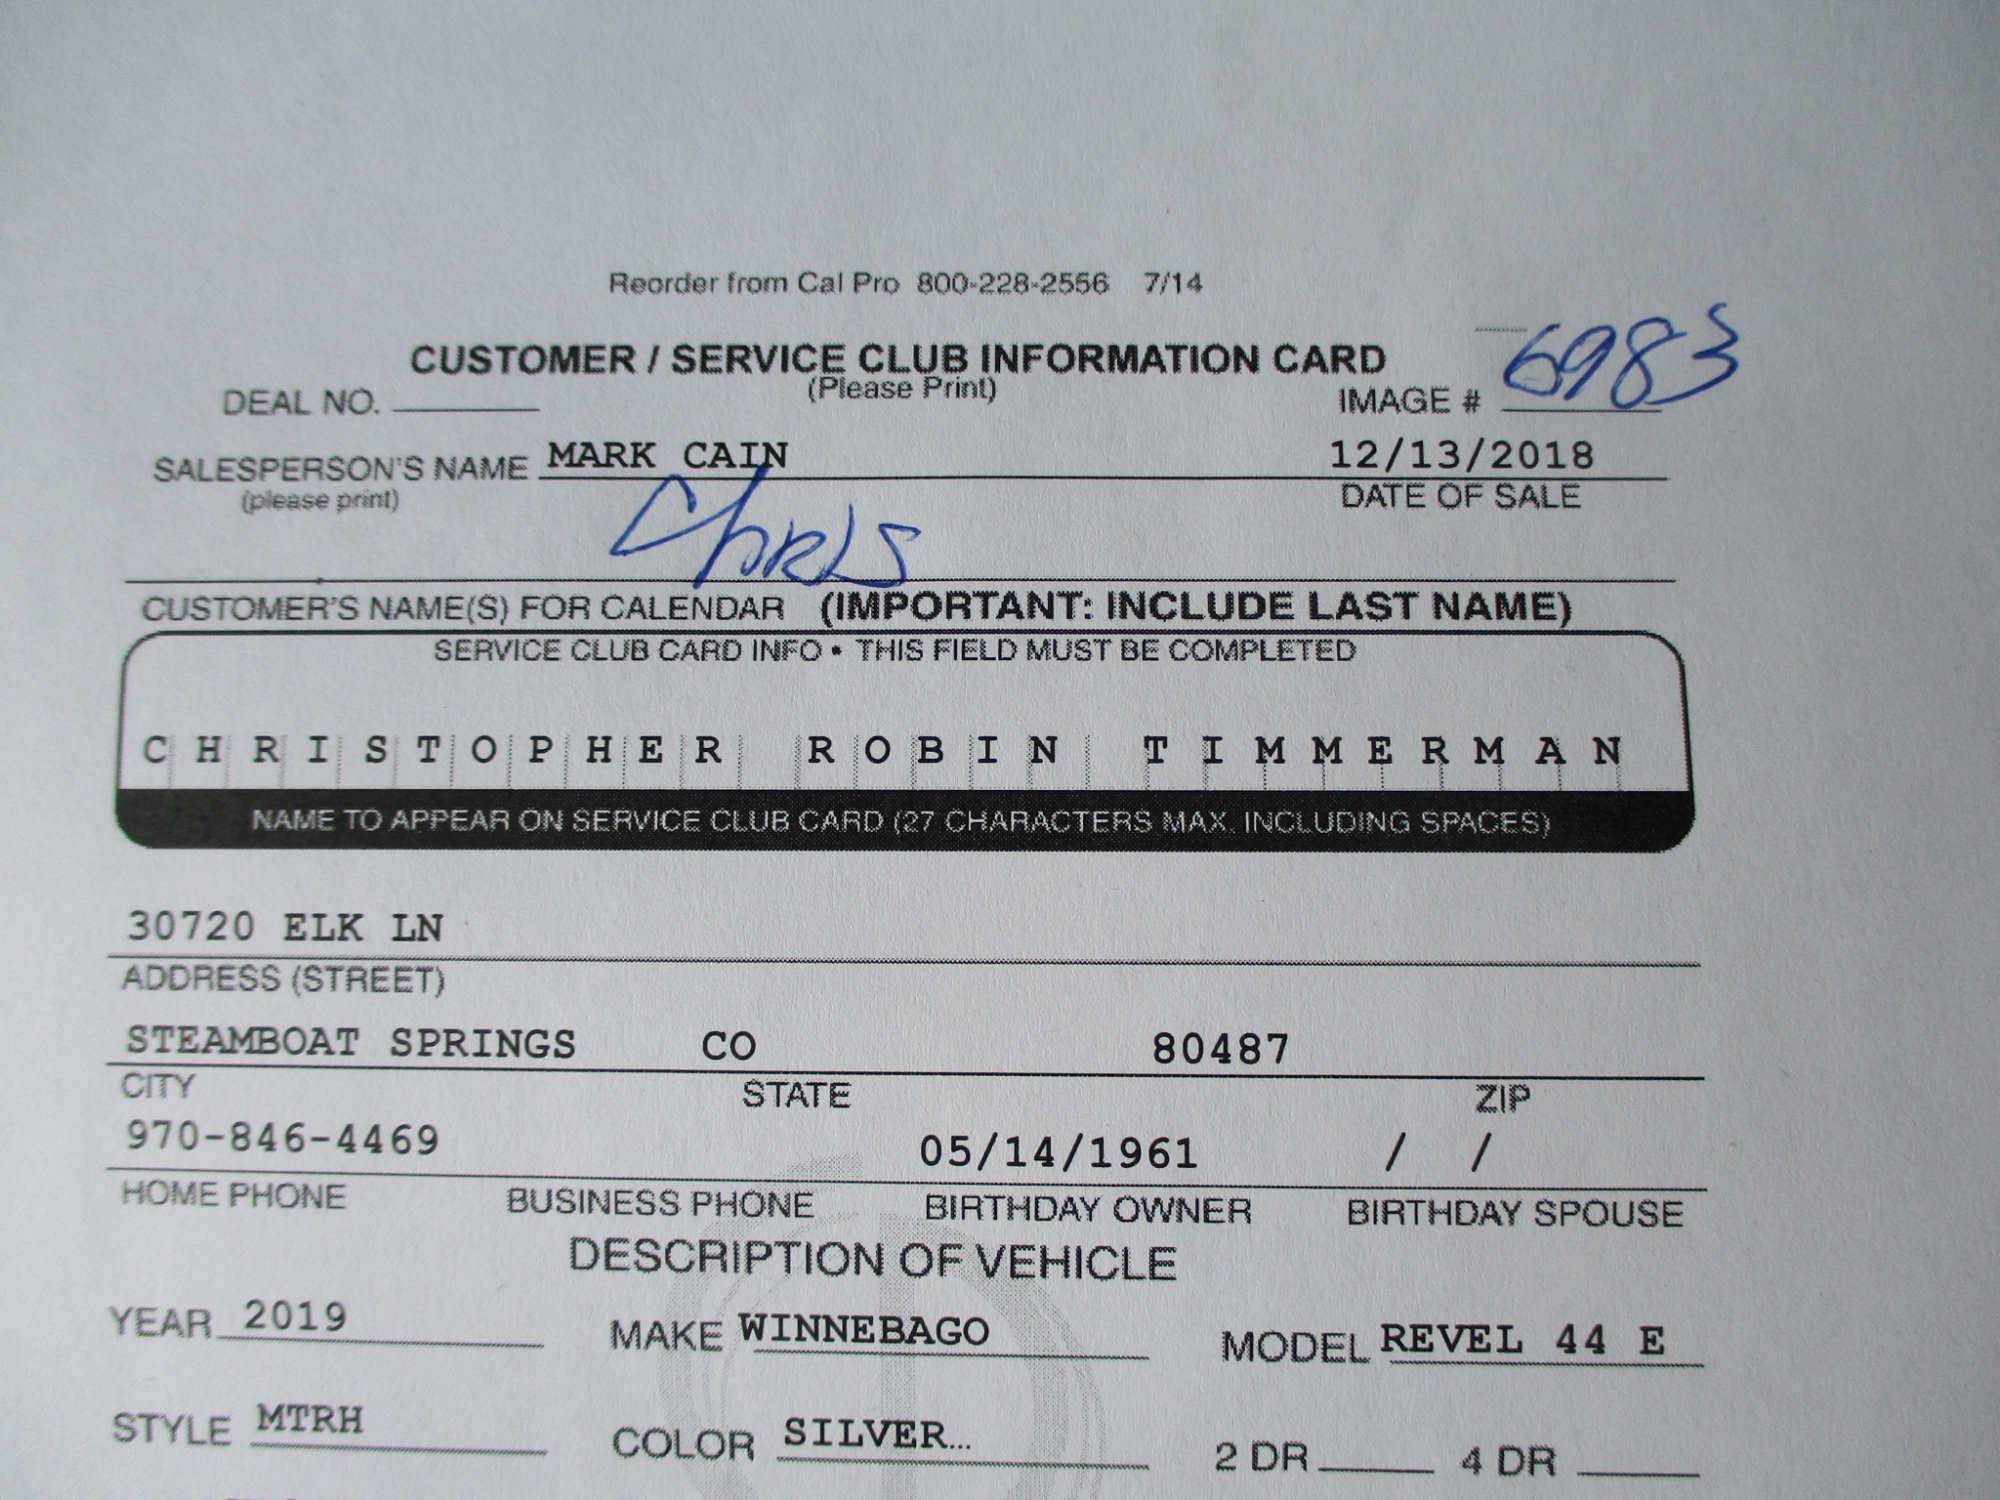 Reorder from Cal Pro 800-228-2556 7/14
CUSTOMER / SERVICE CLUB INFORMATION CARD
(Please Print)
DEAL NO. IMAGE # 6983
SALESPERSON'S NAME MARK CAIN 12/13/2018
(please print) DATE OF SALE
Chris
CUSTOMER'S NAME(S) FOR CALENDAR (IMPORTANT: INCLUDE LAST NAME)
SERVICE CLUB CARD INFO • THIS FIELD MUST BE COMPLETED
CHRISTOPHER ROBIN TIMMERMAN
NAME TO APPEAR ON SERVICE CLUB CARD (27 CHARACTERS MAX. INCLUDING SPACES)
30720 ELK LN
ADDRESS (STREET)
STEAMBOAT SPRINGS CO 80487
CITY STATE ZIP
970-846-4469 05/14/1961 / /
HOME PHONE BUSINESS PHONE BIRTHDAY OWNER BIRTHDAY SPOUSE
DESCRIPTION OF VEHICLE
YEAR 2019 MAKE WINNEBAGO MODEL REVEL 44 E
STYLE MTRH COLOR SILVER... 2 DR 4 DR